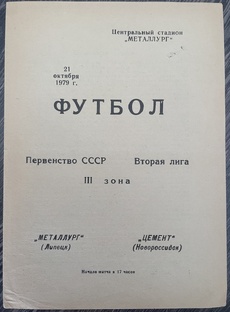 Центральный стадион
„МЕТАЛЛУРГ"
21
октября
1979 г.
ФУТБОЛ
Первенство СССР Вторая лига
III зона
„МЕТАЛЛУРГ" „ЦЕМЕНТ"
(Липецк) (Новороссийск)
Начало матча в 17 часов